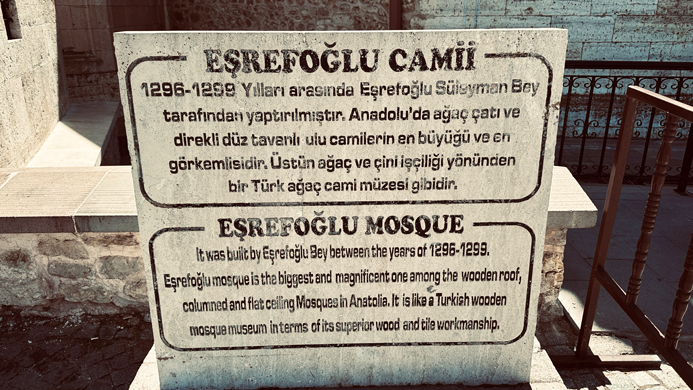 EŞREFOĞLU CAMİİ
1296-1299 Yılları arasında Eşrefoğlu Süleyman Bey
tarafından yaptırılmıştır. Anadolu'da ağaç çatı ve
direkli düz tavanlı ulu camilerin en büyüğü ve en
görkemlisidir. Üstün ağaç ve çini işçiliği yönünden
bir Türk ağaç cami müzesi gibidir.
EŞREFOĞLU MOSQUE
It was built by Eşrefoğlu Bey between the years of 1296-1299.
Eşrefoğlu mosque is the biggest and magnificent one among the wooden roof,
columned and flat ceiling Mosques in Anatolia. It is like a Turkish wooden
mosque museum in terms of its superior wood and tile workmanship.